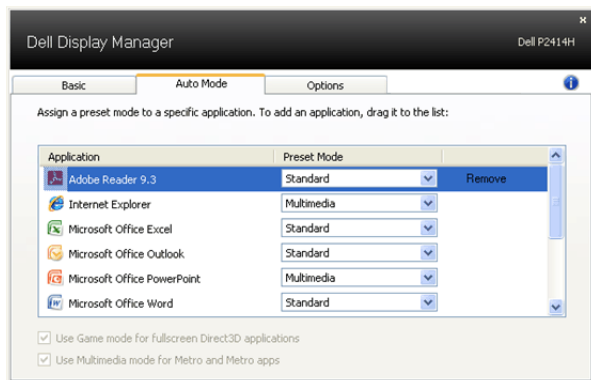 Dell Display Manager
Dell P2414H
Basic
Auto Mode
Options
Assign a preset mode to a specific application. To add an application, drag it to the list:
Application Preset Mode
Adobe Reader 9.3 Standard Remove
Internet Explorer Multimedia
Microsoft Office Excel Standard
Microsoft Office Outlook Standard
Microsoft Office PowerPoint Multimedia
Microsoft Office Word Standard
Use Game mode for fullscreen Direct3D applications
Use Multimedia mode for Metro and Metro apps